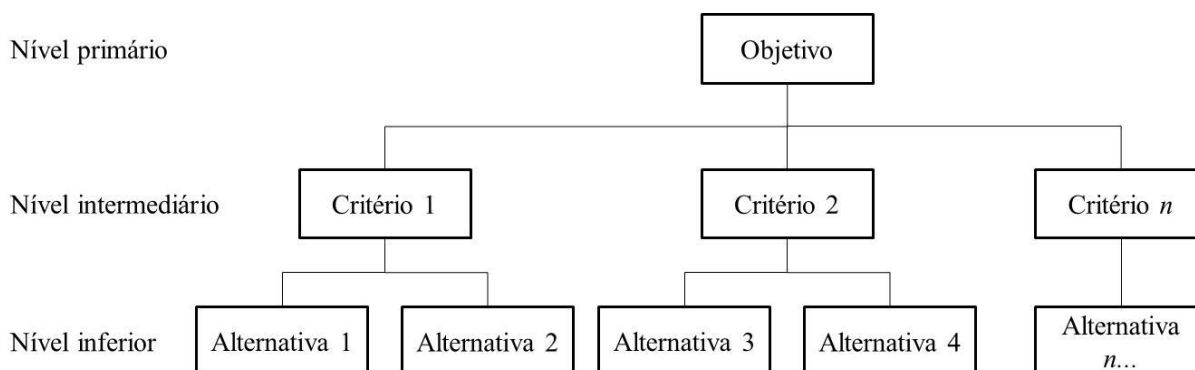 Nível primário
Objetivo
Nível intermediário
Critério 1
Critério 2
Critério n
Nível inferior
Alternativa 1
Alternativa 2
Alternativa 3
Alternativa 4
Alternativa
n...